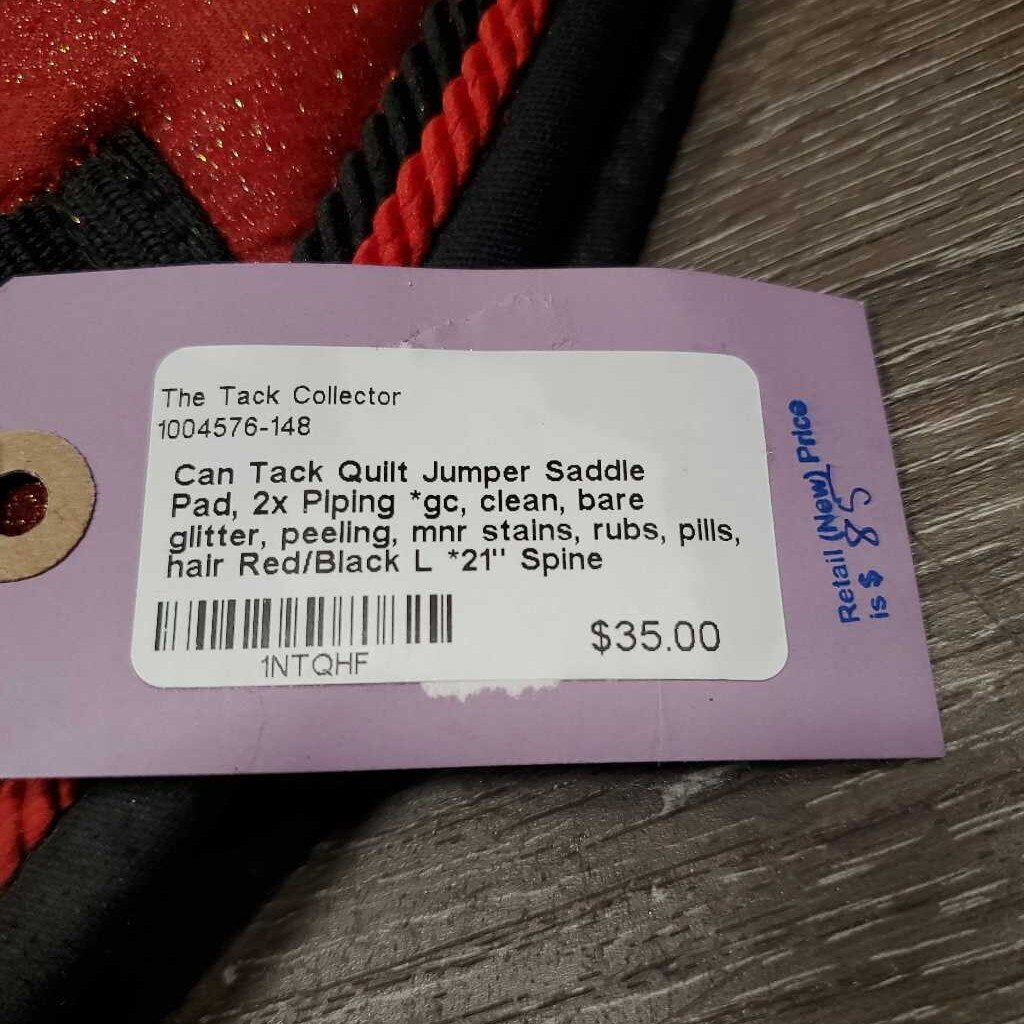 The Tack Collector
1004576-148
Can Tack Quilt Jumper Saddle
Pad, 2x Piping *gc, clean, bare
glitter, peeling, mnr stains, rubs, pills,
hair Red/Black L *21" Spine
1NTQHF
$35.00
Retail (New) Price
is $ 85